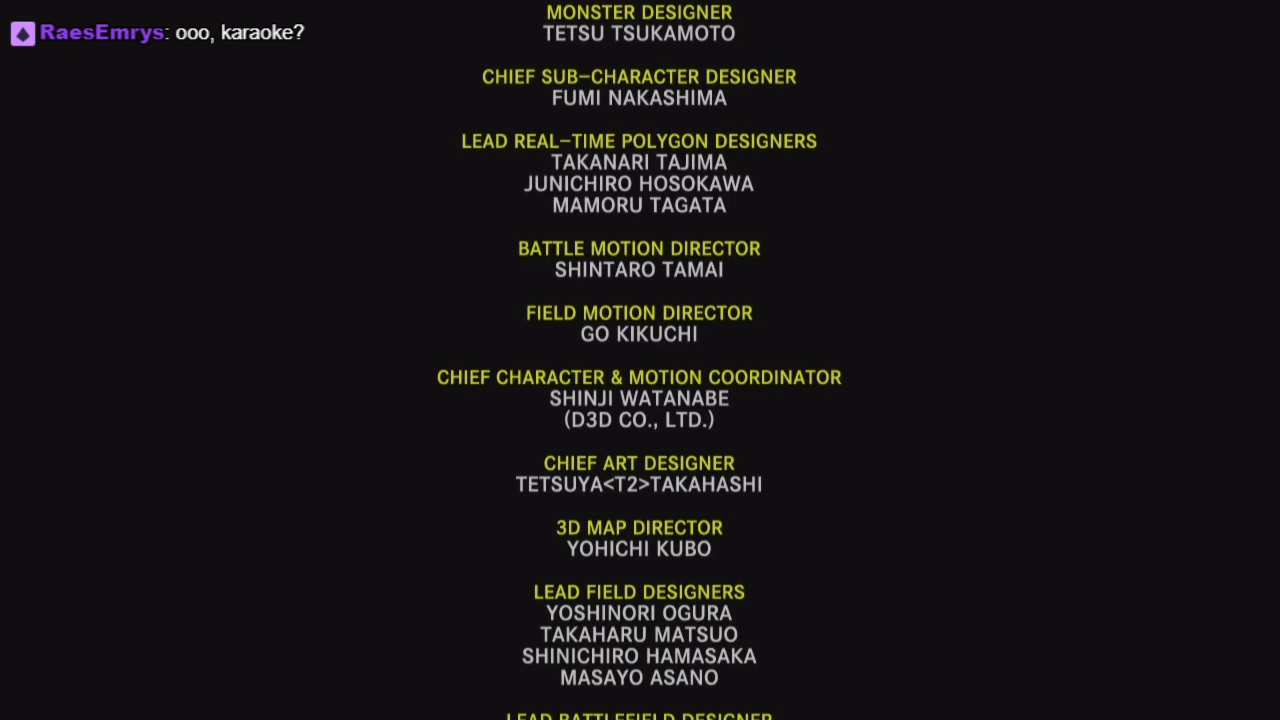 RaesEmrys: ooo, karaoke?
MONSTER DESIGNER
TETSU TSUKAMOTO
CHIEF SUB-CHARACTER DESIGNER
FUMI NAKASHIMA
LEAD REAL-TIME POLYGON DESIGNERS
TAKANARI TAJIMA
JUNICHIRO HOSOKAWA
MAMORU TAGATA
BATTLE MOTION DIRECTOR
SHINTARO TAMAI
FIELD MOTION DIRECTOR
GO KIKUCHI
CHIEF CHARACTER & MOTION COORDINATOR
SHINJI WATANABE
(D3D CO., LTD.)
CHIEF ART DESIGNER
TETSUYA<T2>TAKAHASHI
3D MAP DIRECTOR
YOHICHI KUBO
LEAD FIELD DESIGNERS
YOSHINORI OGURA
TAKAHARU MATSUO
SHINICHIRO HAMASAKA
MASAYO ASANO
LEAD BATTLEFIELD DESIGNER